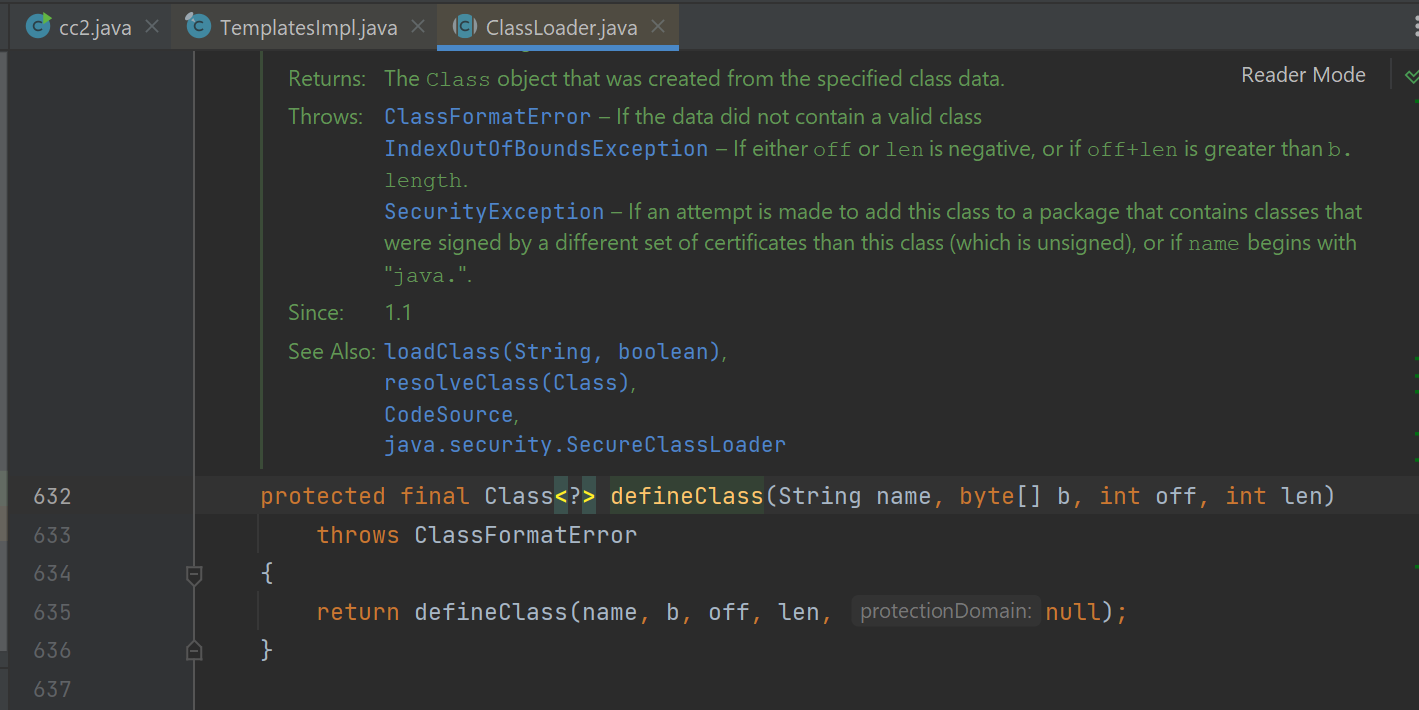 cc2.java TemplatesImpl.java ClassLoader.java
Reader Mode
Returns: The Class object that was created from the specified class data.
Throws: ClassFormatError – If the data did not contain a valid class
IndexOutOfBoundsException – If either off or len is negative, or if off+len is greater than b.
length.
SecurityException – If an attempt is made to add this class to a package that contains classes that
were signed by a different set of certificates than this class (which is unsigned), or if name begins with
"java.".
Since: 1.1
See Also: loadClass(String, boolean),
resolveClass(Class),
CodeSource,
java.security.SecureClassLoader
632 protected final Class<?> defineClass(String name, byte[] b, int off, int len)
633 throws ClassFormatError
634 {
635 return defineClass(name, b, off, len, protectionDomain: null);
636 }
637